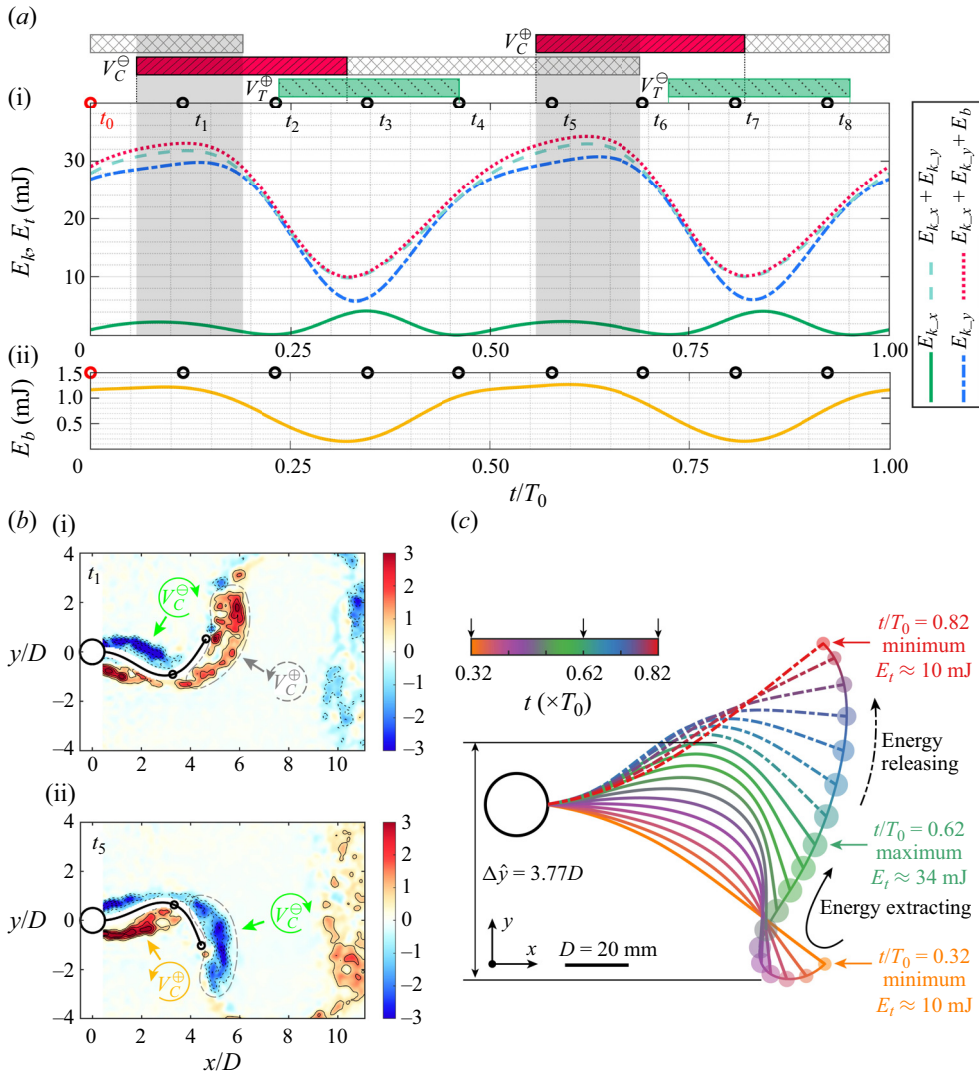 (a)
V_C^⊕
V_C^⊖
V_T^⊕
V_T^⊖
(i)
t_0
t_1
t_2
t_3
t_4
t_5
t_6
t_7
t_8
30
20
10
E_k, E_t (mJ)
0
0.25
0.50
0.75
1.00
E_{k_x}
E_{k_x} + E_{k_y}
E_{k_y}
E_{k_x} + E_{k_y} + E_b
(ii)
1.5
1.0
0.5
E_b (mJ)
0
0.25
0.50
0.75
1.00
t/T_0
(b)
(i)
t_1
V_C^⊖
V_C^⊕
4
2
0
−2
−4
y/D
0
2
4
6
8
10
3
2
1
0
−1
−2
−3
(ii)
t_5
V_C^⊖
V_C^⊕
4
2
0
−2
−4
y/D
0
2
4
6
8
10
x/D
3
2
1
0
−1
−2
−3
(c)
0.32
0.62
0.82
t (×T_0)
t/T_0 = 0.82
minimum
E_t ≈ 10 mJ
Energy
releasing
t/T_0 = 0.62
maximum
E_t ≈ 34 mJ
Δŷ = 3.77D
Energy extracting
y
x
D = 20 mm
t/T_0 = 0.32
minimum
E_t ≈ 10 mJ